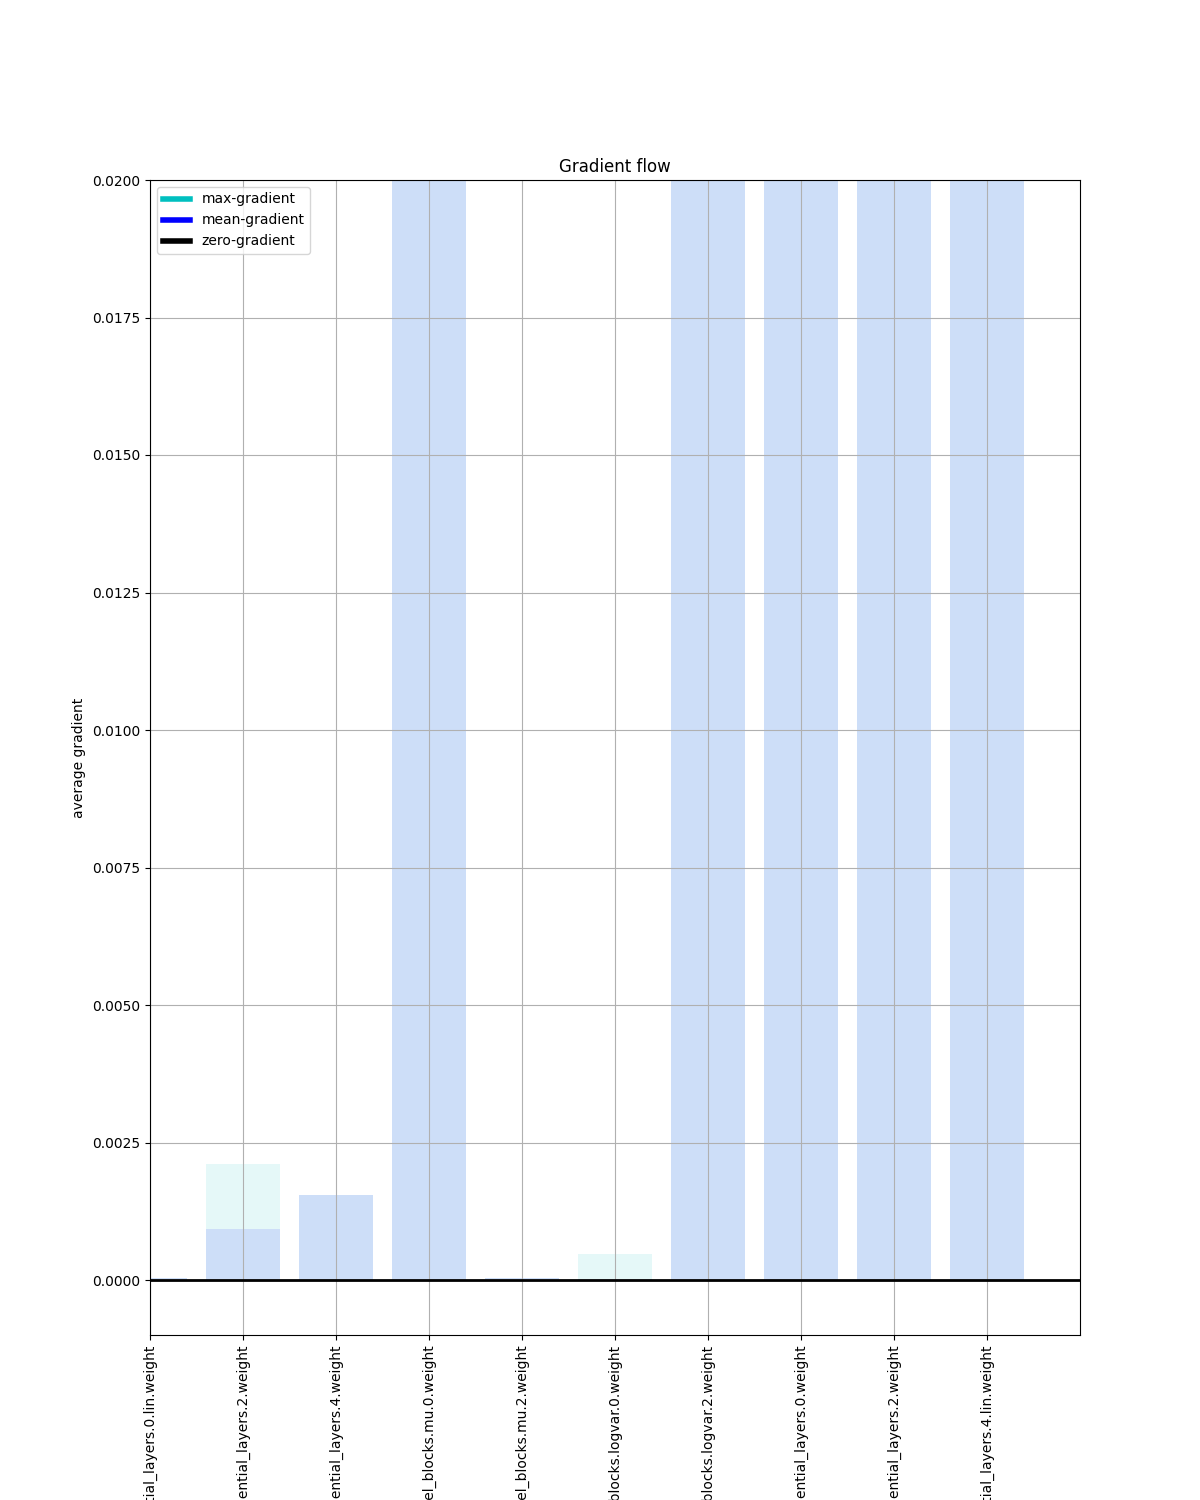 Gradient flow
max-gradient
mean-gradient
zero-gradient
0.0200
0.0175
0.0150
0.0125
0.0100
0.0075
0.0050
0.0025
0.0000
average gradient
tial_layers.0.lin.weight
ential_layers.2.weight
ential_layers.4.weight
el_blocks.mu.0.weight
el_blocks.mu.2.weight
blocks.logvar.0.weight
blocks.logvar.2.weight
ential_layers.0.weight
ential_layers.2.weight
tial_layers.4.lin.weight